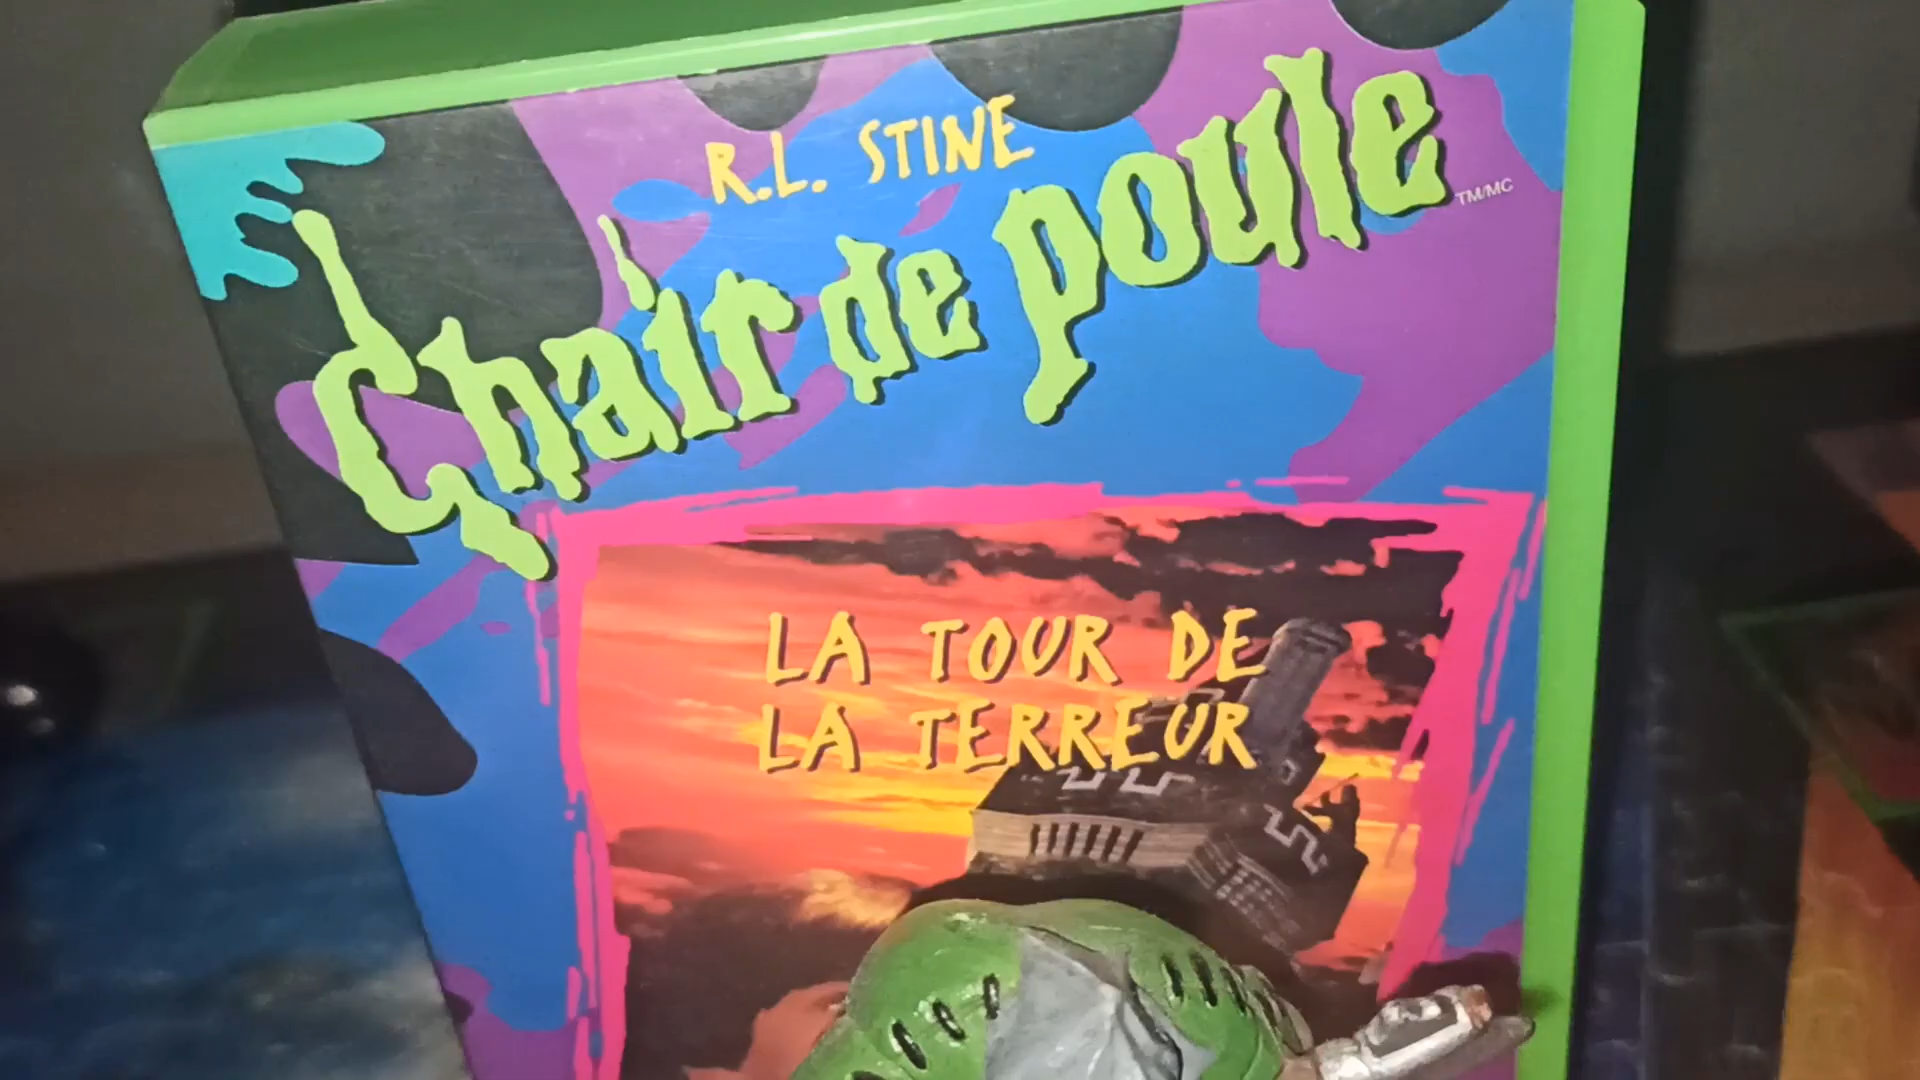 R.L. STINE
Chair de poule
TM/MC
LA TOUR DE
LA TERREUR